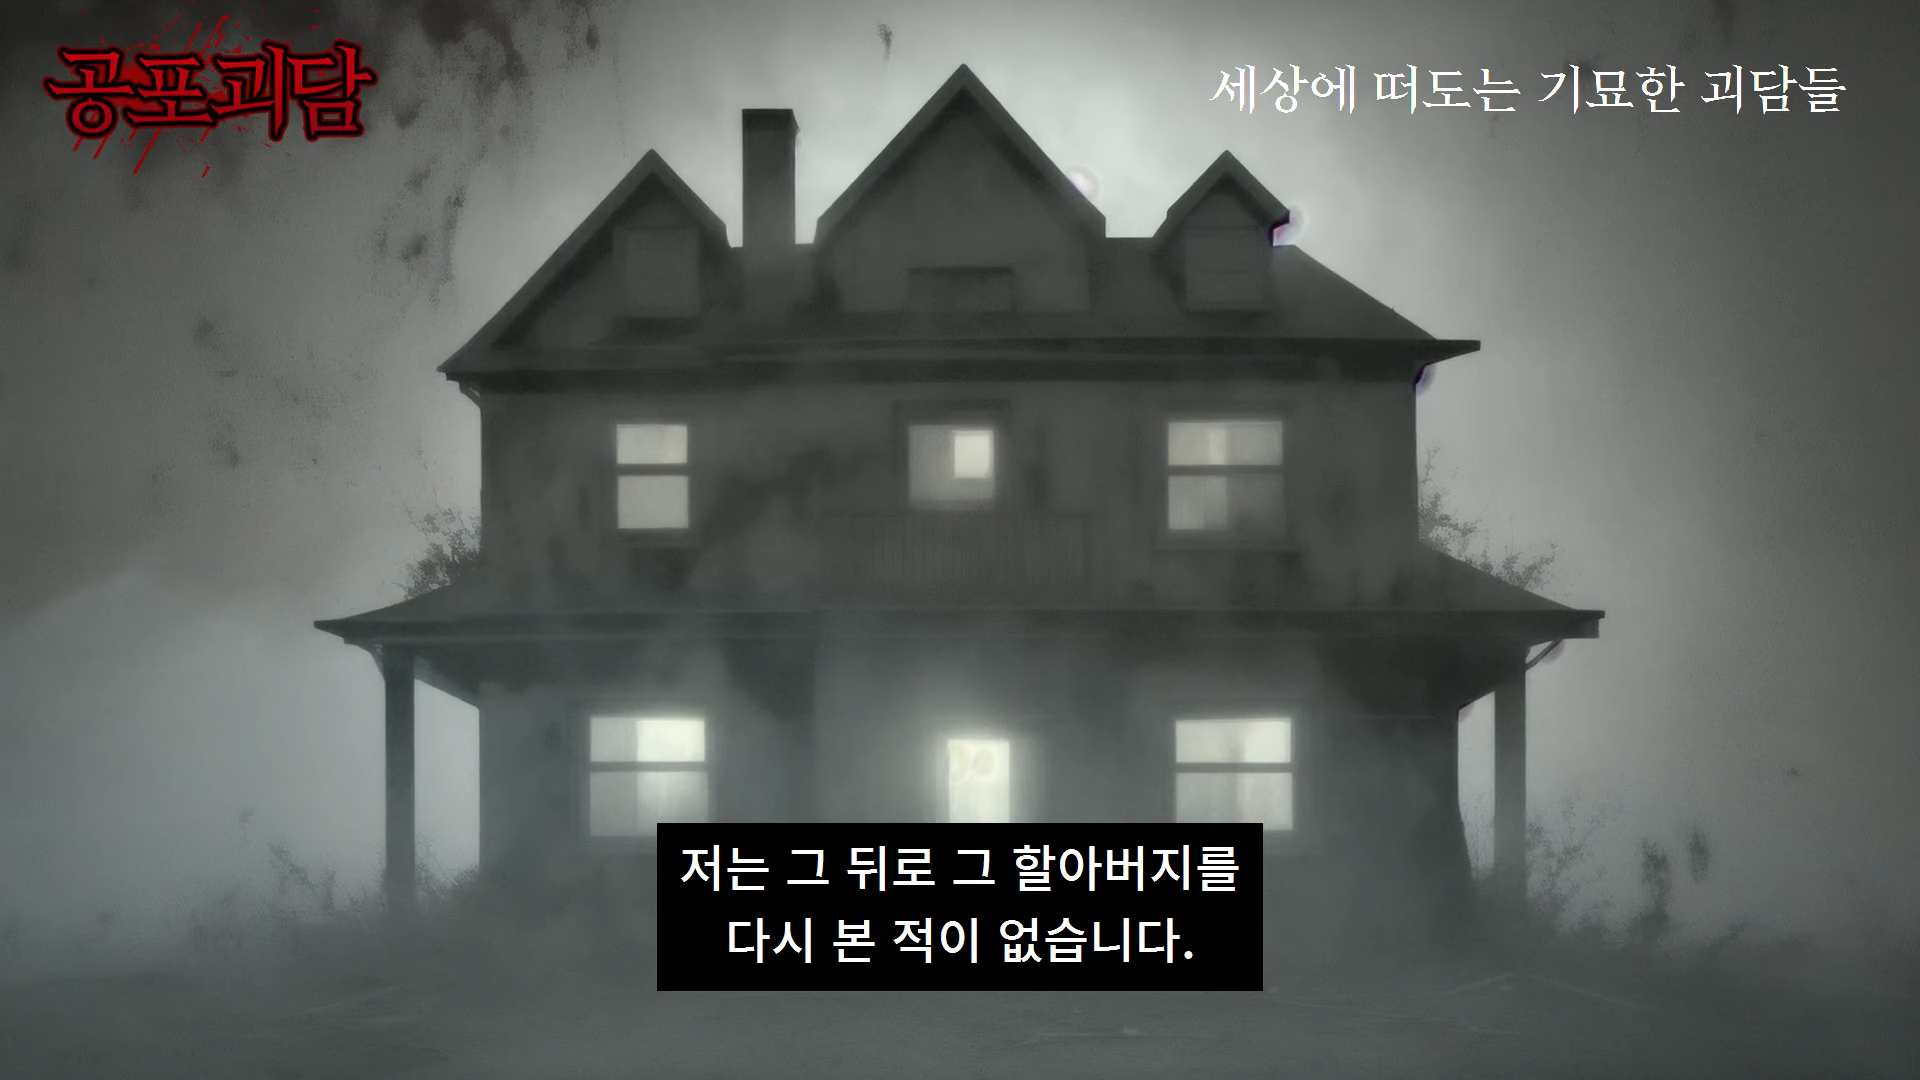 공포괴담
세상에 떠도는 기묘한 괴담들
저는 그 뒤로 그 할아버지를
다시 본 적이 없습니다.